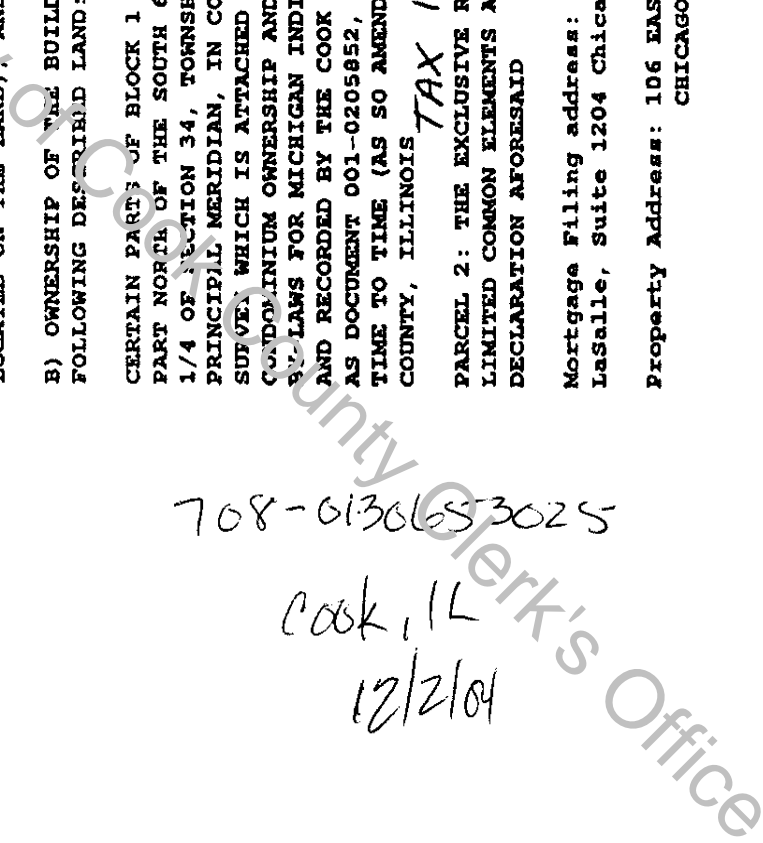 B) OWNERSHIP OF THE BUILD
FOLLOWING DESCRIBED LAND:
CERTAIN PARTS OF BLOCK 1
PART NORTH OF THE SOUTH 6
1/4 OF SECTION 34, TOWNSH
PRINCIPAL MERIDIAN, IN CO
SURVEY WHICH IS ATTACHED
CONDOMINIUM OWNERSHIP AND
BY-LAWS FOR MICHIGAN INDI
AND RECORDED BY THE COOK
AS DOCUMENT 001-0205852,
TIME TO TIME (AS SO AMEND
COUNTY, ILLINOIS TAX I
PARCEL 2: THE EXCLUSIVE R
LIMITED COMMON ELEMENTS A
DECLARATION AFORESAID
Mortgage Filing address:
LaSalle, Suite 1204 Chica
Property Address: 106 EAS
CHICAGO
708-0130653025
Cook, IL
12/2/04
of Cook County Clerk's Office